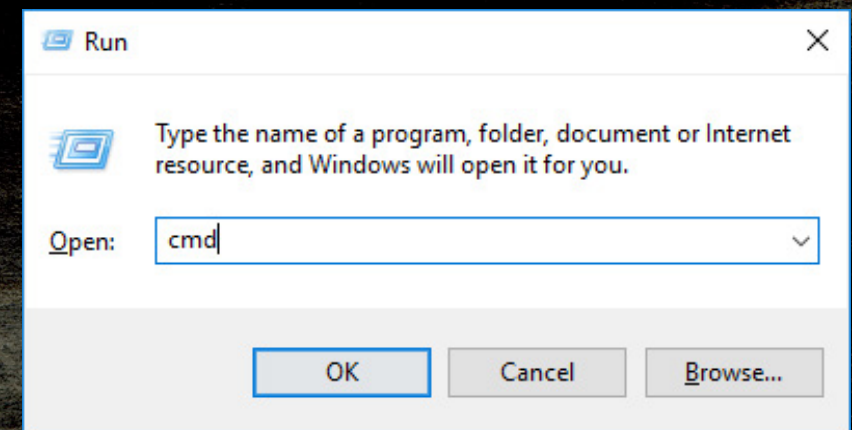 Run
Type the name of a program, folder, document or Internet
resource, and Windows will open it for you.
Open: cmd
OK Cancel Browse...